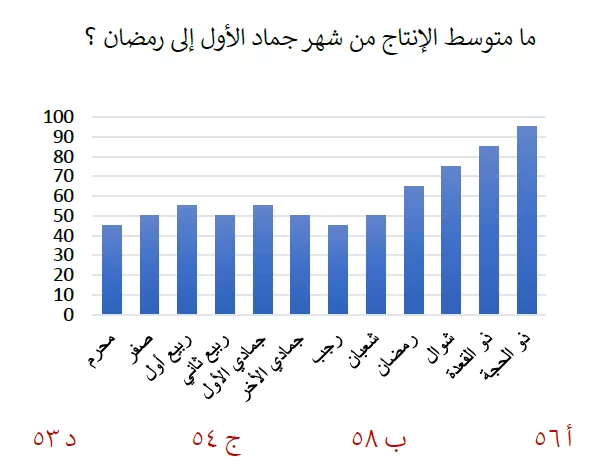 ما متوسط الإنتاج من شهر جماد الأول إلى رمضان ؟
100
90
80
70
60
50
40
30
20
10
0
محرم
صفر
ربيع أول
ربيع ثاني
جمادي الأول
جمادي الأخر
رجب
شعبان
رمضان
شوال
ذو القعدة
ذو الحجة
أ ٥٦
ب ٥٨
ج ٥٤
د ٥٣